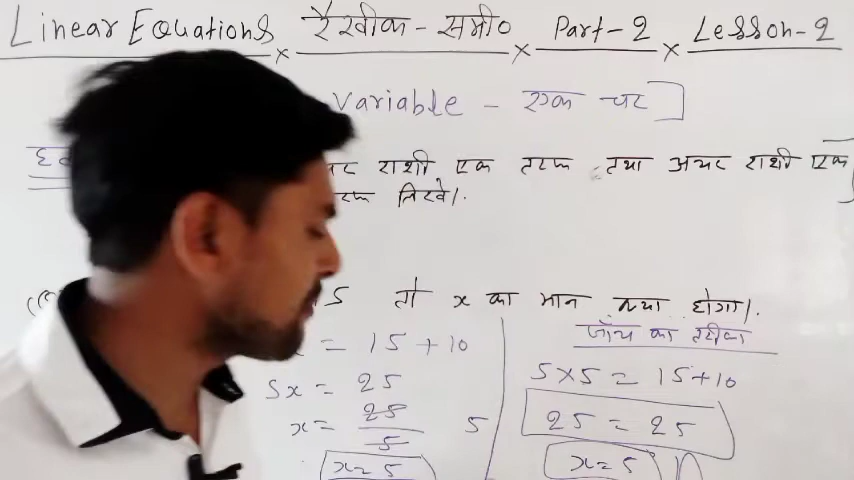 Linear Equations × रैखीक - समी० × Part-2 × Lesson-2
Variable - एक चर ]
राशी एक तरफ तथा अचर राशी एक
लिखे।
5 तो x का मान क्या होगा।
= 15 + 10
5x = 25
x = 25/5 5
x = 5
जाँच का तरीका
5×5 = 15+10
25 = 25
x = 5